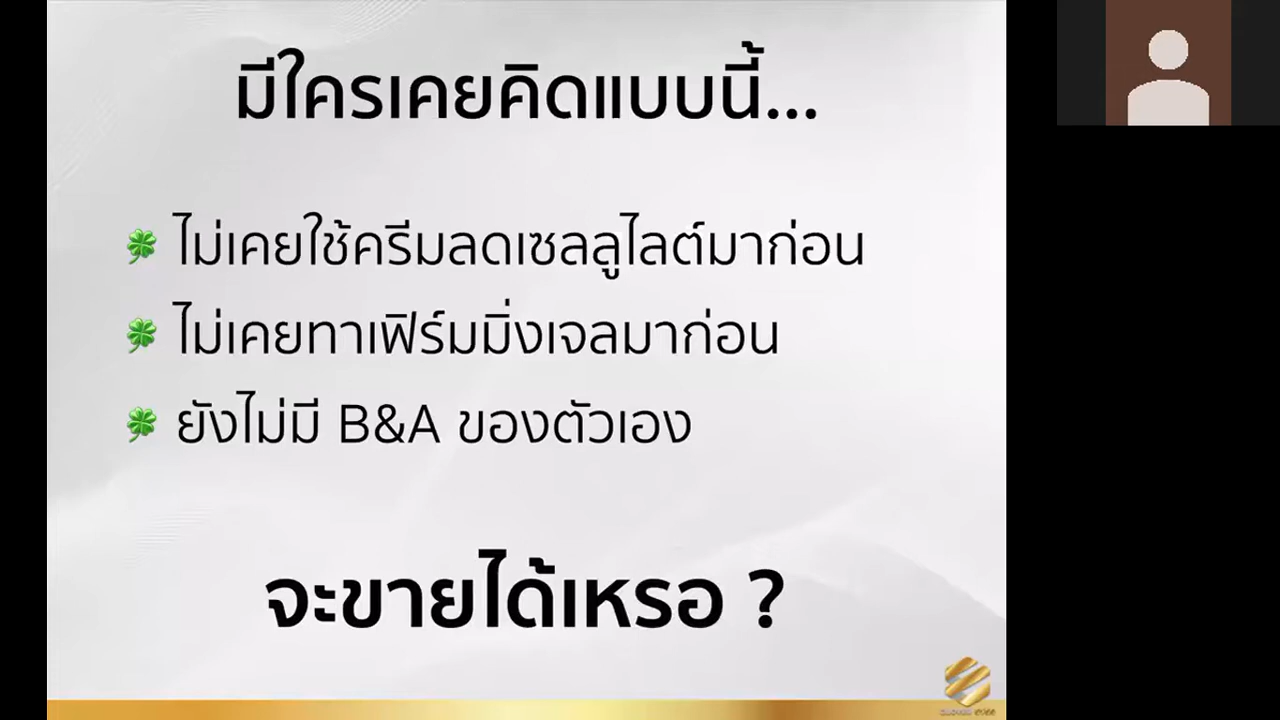 มีใครเคยคิดแบบนี้...
ไม่เคยใช้ครีมลดเซลลูไลต์มาก่อน
ไม่เคยทาเฟิร์มมิ่งเจลมาก่อน
ยังไม่มี B&A ของตัวเอง
จะขายได้เหรอ ?